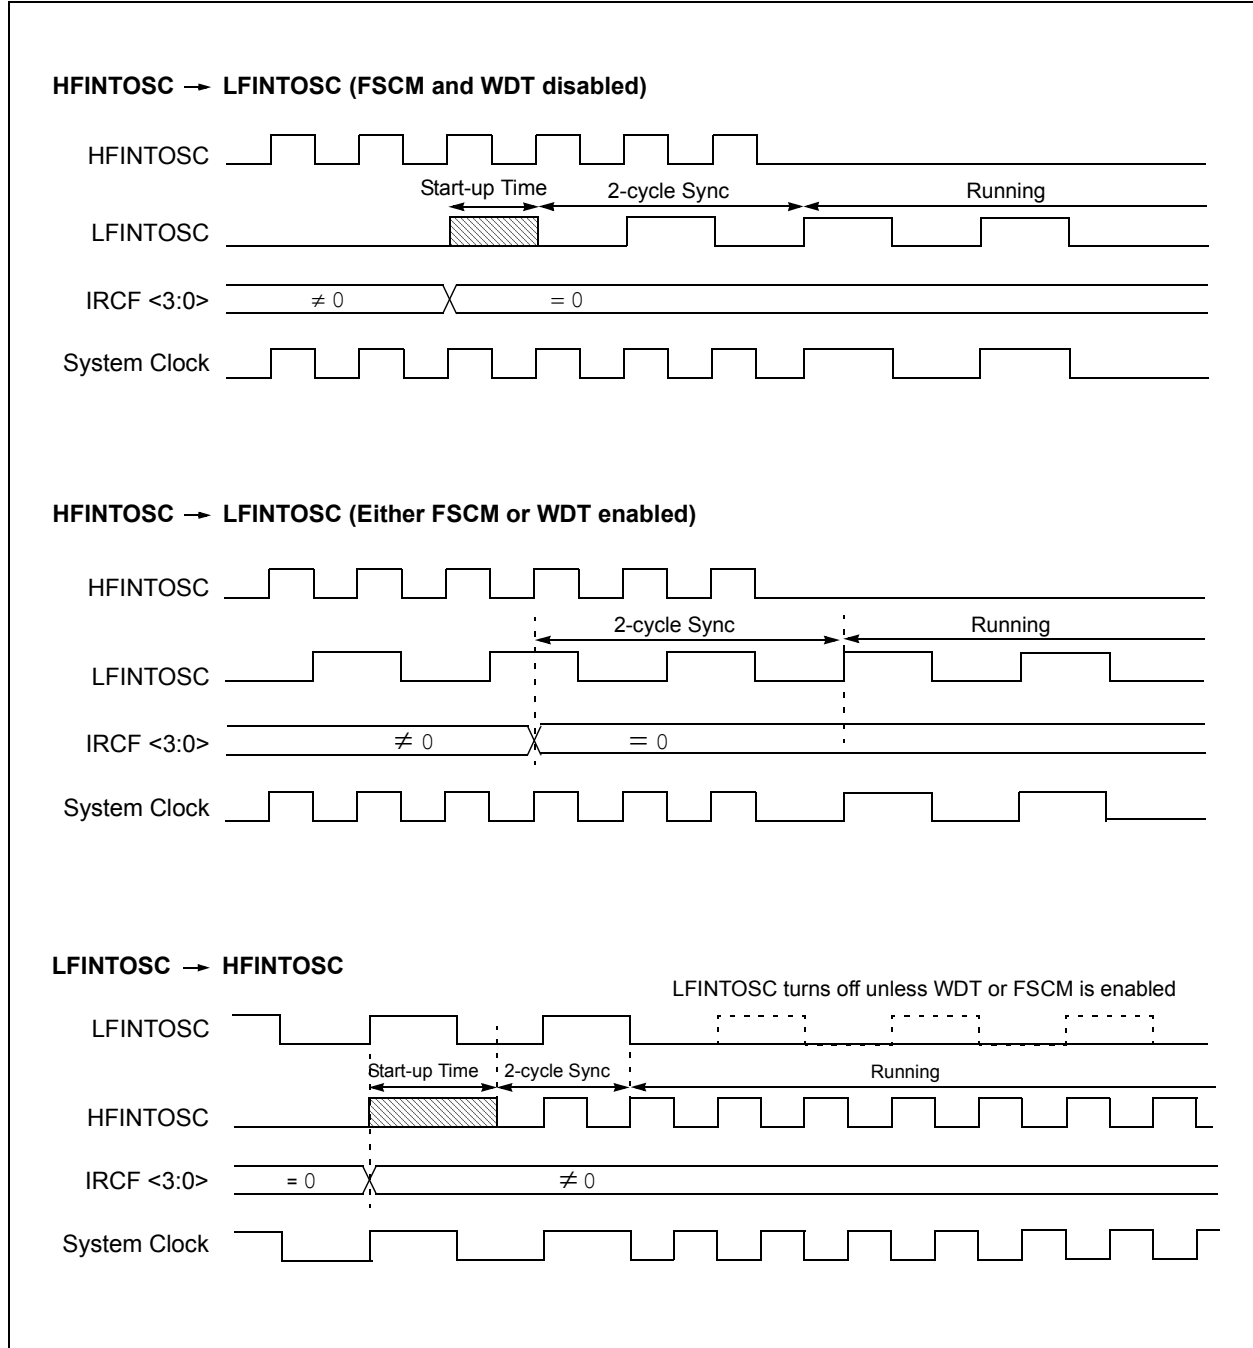 HFINTOSC → LFINTOSC (FSCM and WDT disabled)
HFINTOSC
Start-up Time 2-cycle Sync Running
LFINTOSC
IRCF <3:0> ≠ 0 = 0
System Clock
HFINTOSC → LFINTOSC (Either FSCM or WDT enabled)
HFINTOSC
2-cycle Sync Running
LFINTOSC
IRCF <3:0> ≠ 0 = 0
System Clock
LFINTOSC → HFINTOSC
LFINTOSC turns off unless WDT or FSCM is enabled
LFINTOSC
Start-up Time 2-cycle Sync Running
HFINTOSC
IRCF <3:0> = 0 ≠ 0
System Clock